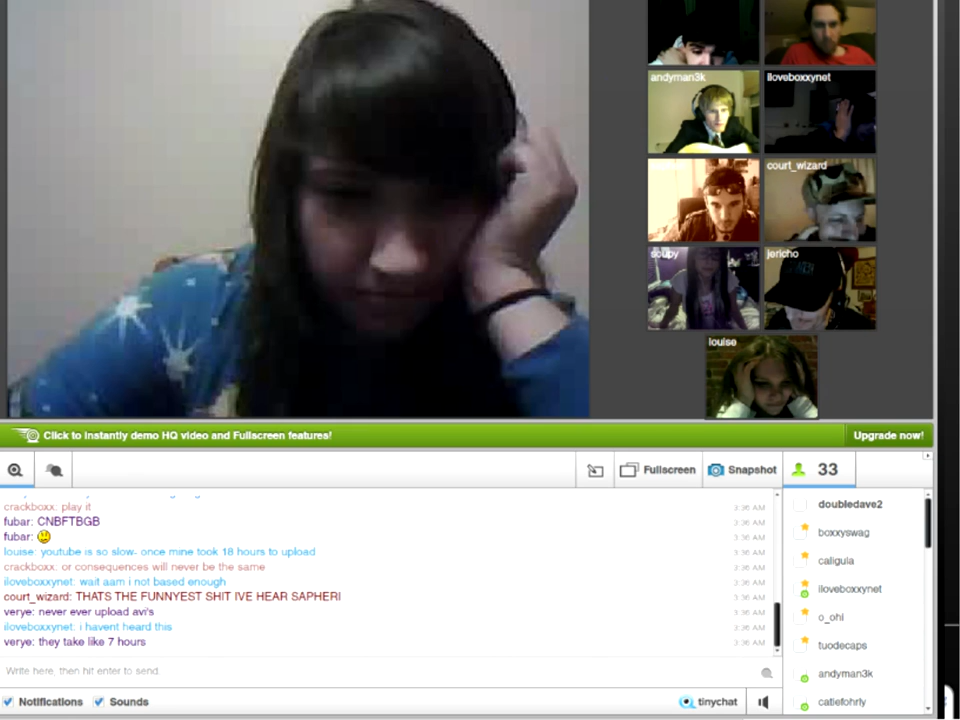 andyman3k
iloveboxxynet
court_wizard
soupy
jericho
louise
Click to instantly demo HQ video and Fullscreen features!
Upgrade now!
Fullscreen
Snapshot
33
crackboxx: play it
3:36 AM
fubar: CNBFTBGB
3:36 AM
fubar:
3:36 AM
louise: youtube is so slow- once mine took 18 hours to upload
3:36 AM
crackboxx: or consequences will never be the same
3:36 AM
iloveboxxynet: wait aam i not based enough
3:36 AM
court_wizard: THATS THE FUNNYEST SHIT IVE HEAR SAPHERI
3:36 AM
verye: never ever upload avi's
3:36 AM
iloveboxxynet: i havent heard this
3:36 AM
verye: they take like 7 hours
3:36 AM
Write here, then hit enter to send.
Notifications
Sounds
tinychat
doubledave2
boxxyswag
caligula
iloveboxxynet
o_ohl
tuodecaps
andyman3k
catiefohrly